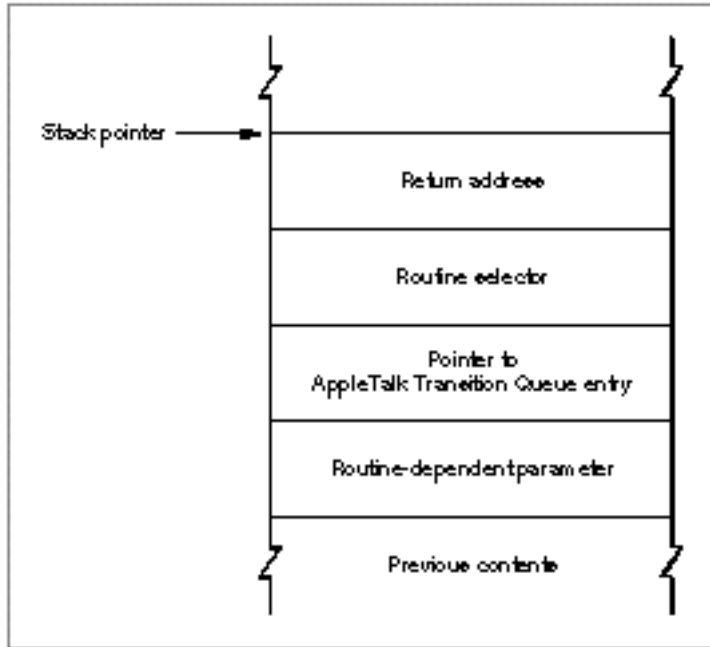 Stack pointer
Return address
Routine selector
Pointer to
AppleTalk Transition Queue entry
Routine-dependent parameter
Previous contents